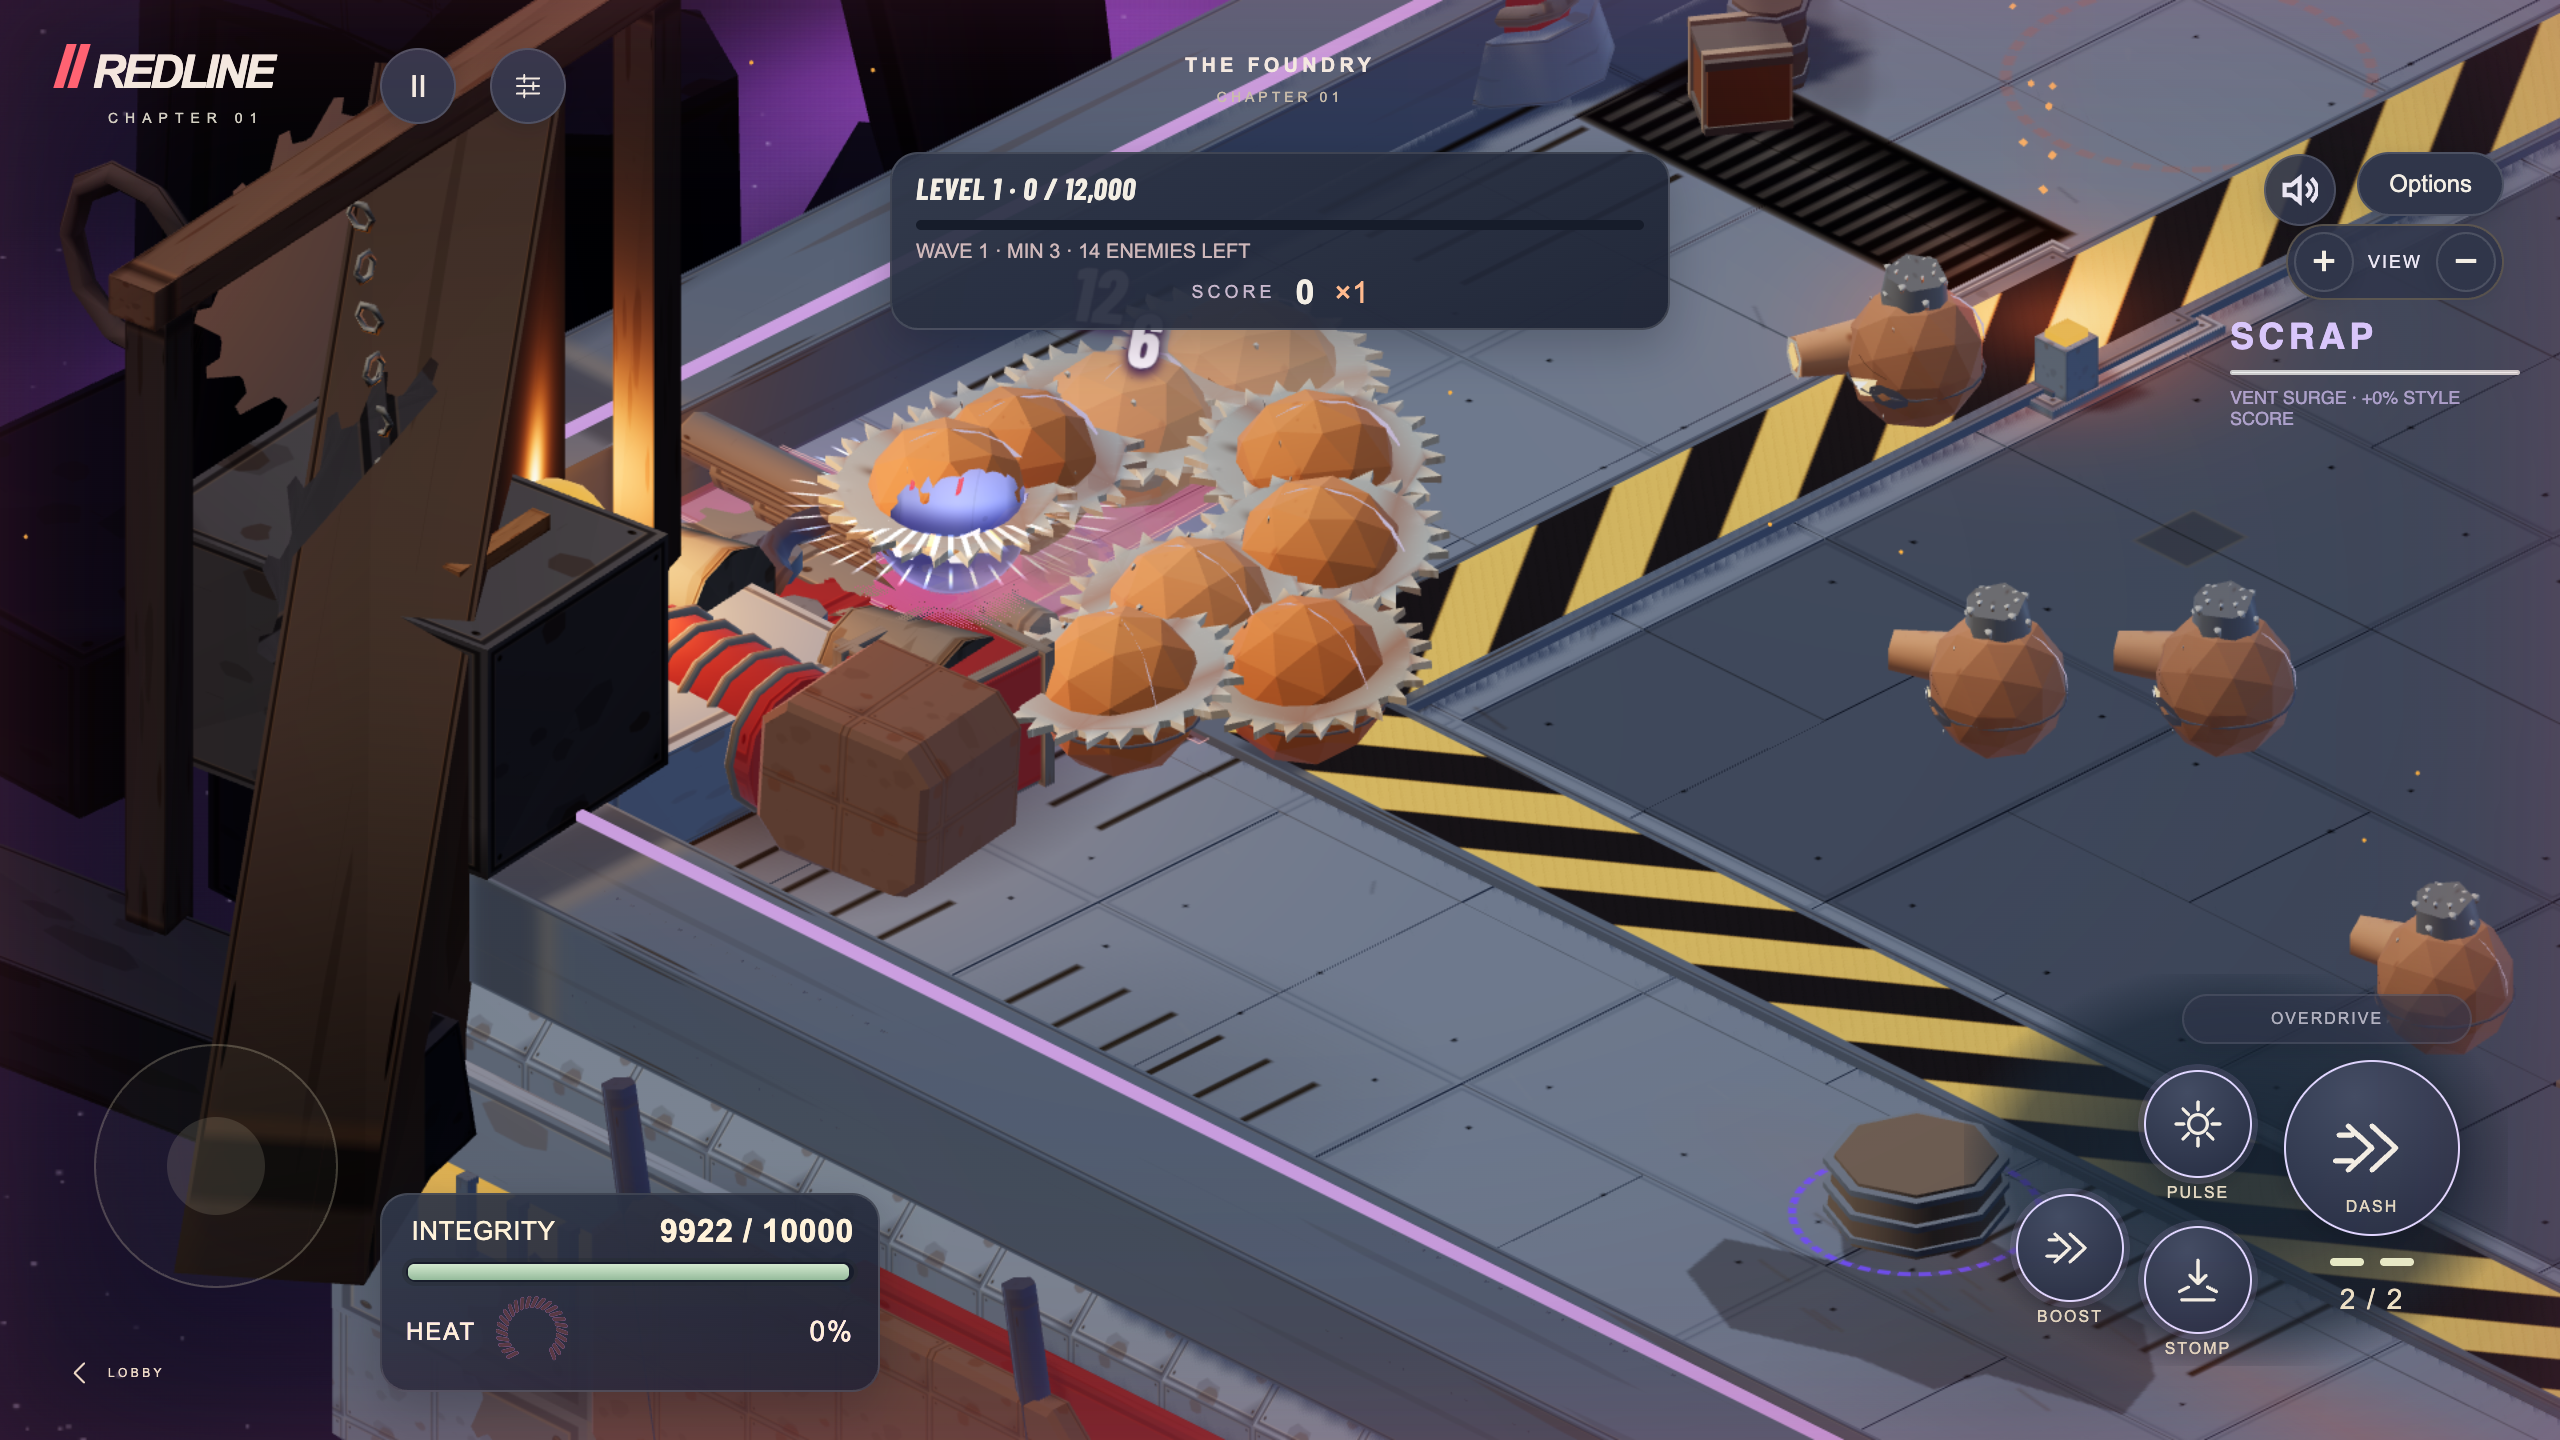 REDLINE
CHAPTER 01
THE FOUNDRY
CHAPTER 01
LEVEL 1 · 0 / 12,000
WAVE 1 · MIN 3 · 14 ENEMIES LEFT
SCORE 0 ×1
12
6
Options
+ VIEW −
SCRAP
VENT SURGE · +0% STYLE
SCORE
OVERDRIVE
PULSE
DASH
BOOST
STOMP
2 / 2
INTEGRITY 9922 / 10000
HEAT 0%
LOBBY